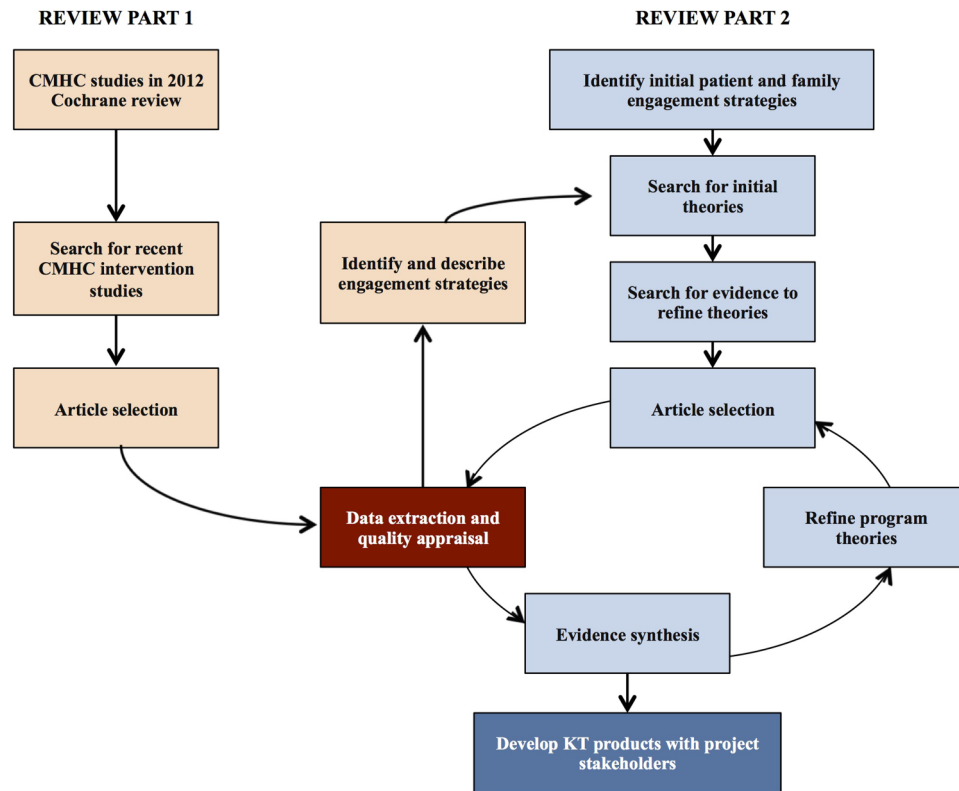 REVIEW PART 1
CMHC studies in 2012
Cochrane review
Search for recent
CMHC intervention
studies
Article selection
REVIEW PART 2
Identify initial patient and family
engagement strategies
Search for initial
theories
Identify and describe
engagement strategies
Search for evidence to
refine theories
Article selection
Data extraction and
quality appraisal
Refine program
theories
Evidence synthesis
Develop KT products with project
stakeholders